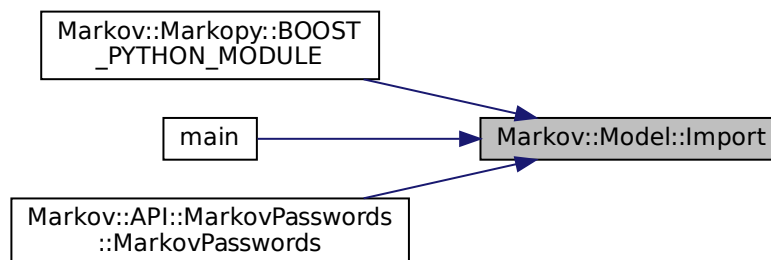 Markov::Markopy::BOOST
_PYTHON_MODULE
main
Markov::Model::Import
Markov::API::MarkovPasswords
::MarkovPasswords